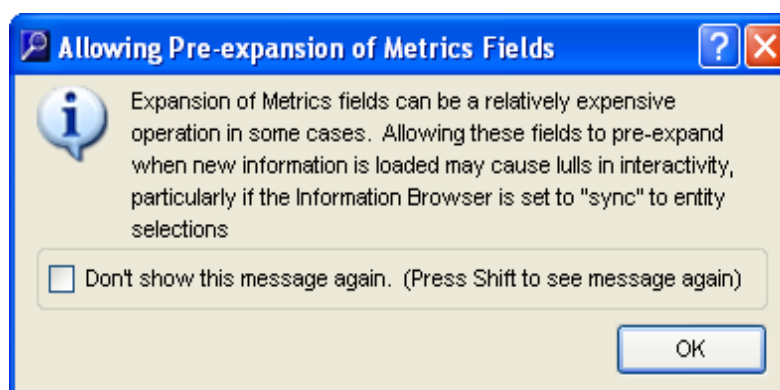 Allowing Pre-expansion of Metrics Fields
Expansion of Metrics fields can be a relatively expensive
operation in some cases. Allowing these fields to pre-expand
when new information is loaded may cause lulls in interactivity,
particularly if the Information Browser is set to "sync" to entity
selections
Don't show this message again. (Press Shift to see message again)
OK